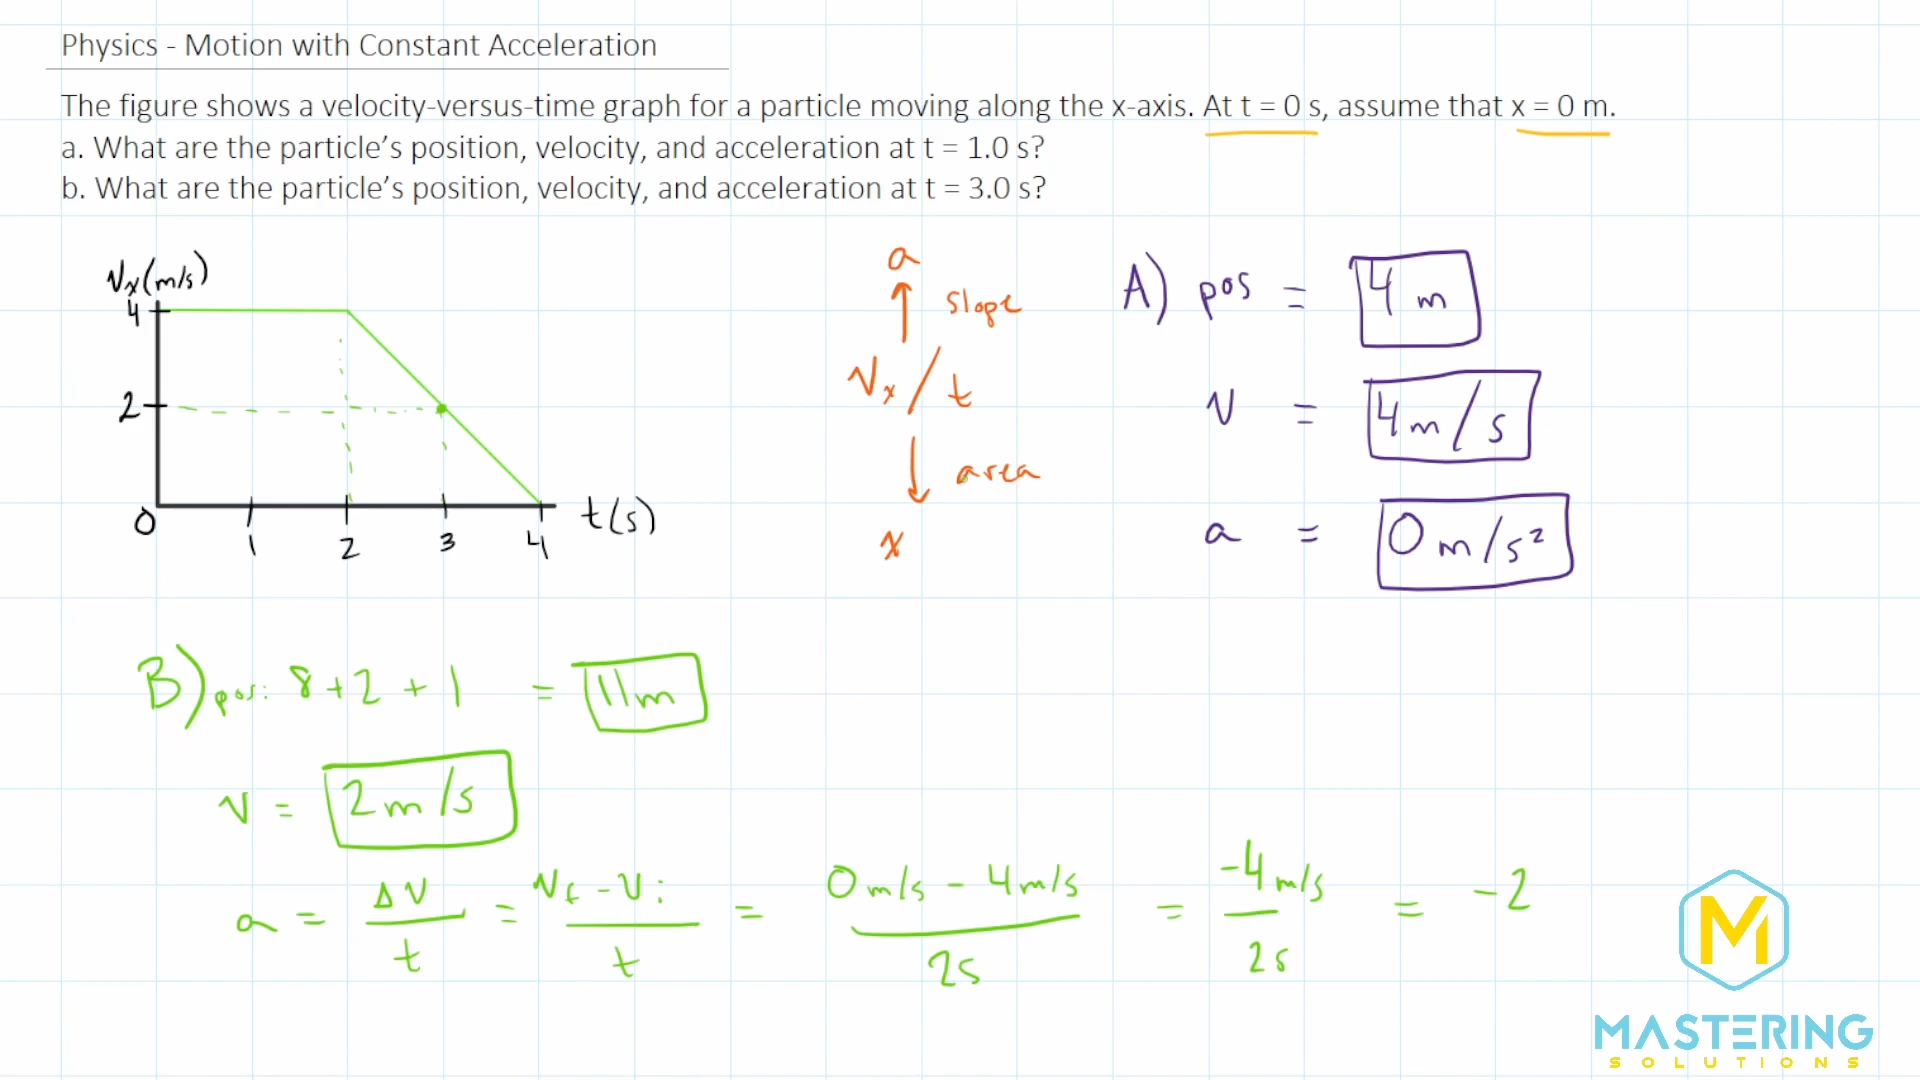 Physics - Motion with Constant Acceleration
The figure shows a velocity-versus-time graph for a particle moving along the x-axis. At t = 0 s, assume that x = 0 m.
a. What are the particle's position, velocity, and acceleration at t = 1.0 s?
b. What are the particle's position, velocity, and acceleration at t = 3.0 s?
Vx(m/s)
4
2
0
1
2
3
4
t(s)
a
slope
Vx / t
area
x
A) pos = 4 m
v = 4 m/s
a = 0 m/s²
B) pos: 8 + 2 + 1 = 11 m
v = 2 m/s
a = ΔV / t = Vf - Vi / t = 0 m/s - 4 m/s / 2s = -4 m/s / 2s = -2
M
MASTERING
SOLUTIONS